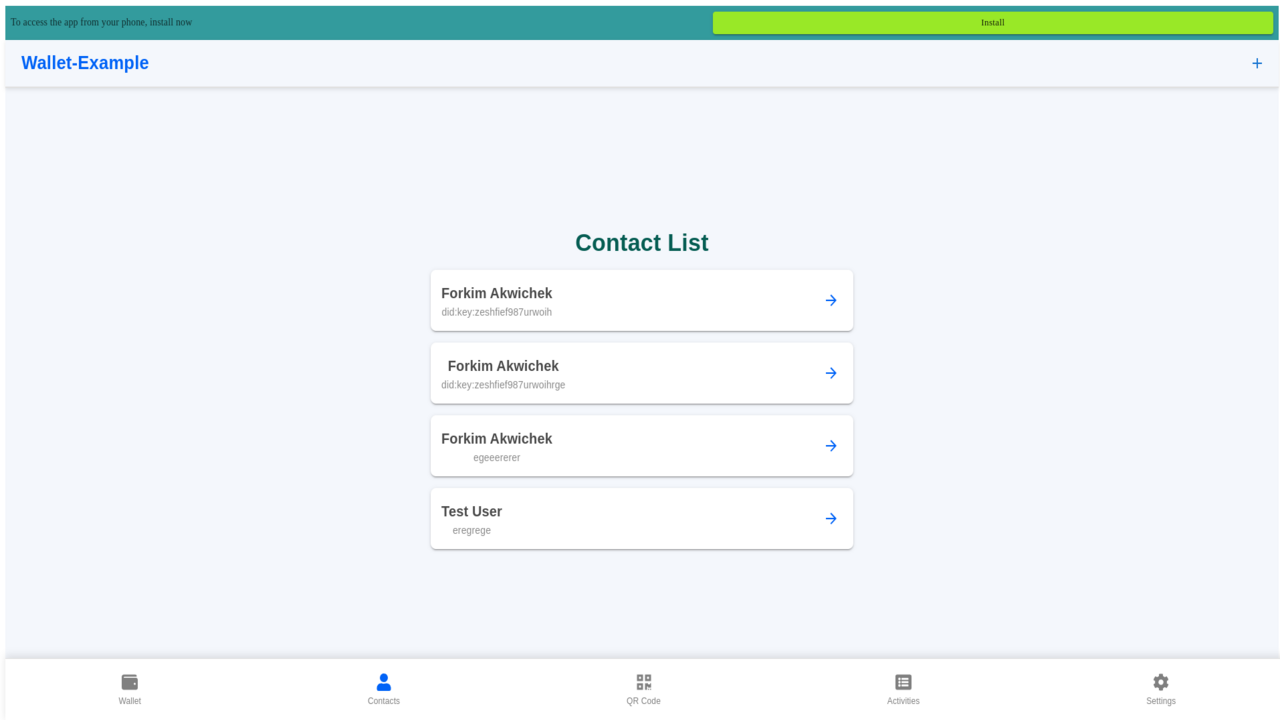 To access the app from your phone, install now
Install
Wallet-Example
+
Contact List
Forkim Akwichek
did:key:zeshfief987urwoih
Forkim Akwichek
did:key:zeshfief987urwoihrge
Forkim Akwichek
egeeererer
Test User
eregrege
Wallet
Contacts
QR Code
Activities
Settings